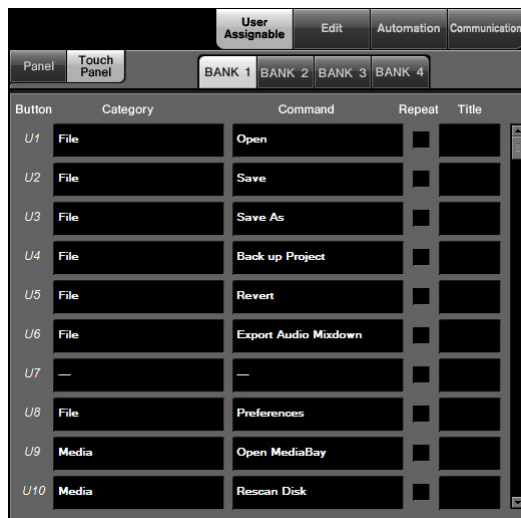 User Assignable Edit Automation Communication
Panel Touch Panel BANK 1 BANK 2 BANK 3 BANK 4
Button Category Command Repeat Title
U1 File Open
U2 File Save
U3 File Save As
U4 File Back up Project
U5 File Revert
U6 File Export Audio Mixdown
U7 — —
U8 File Preferences
U9 Media Open MediaBay
U10 Media Rescan Disk